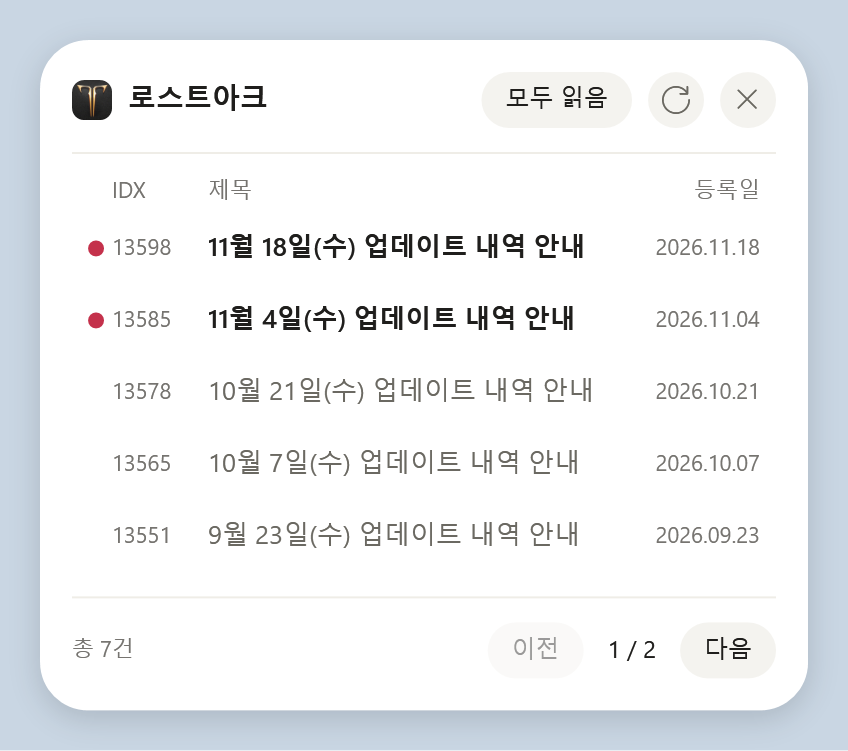 로스트아크 모두 읽음
IDX 제목 등록일
13598 11월 18일(수) 업데이트 내역 안내 2026.11.18
13585 11월 4일(수) 업데이트 내역 안내 2026.11.04
13578 10월 21일(수) 업데이트 내역 안내 2026.10.21
13565 10월 7일(수) 업데이트 내역 안내 2026.10.07
13551 9월 23일(수) 업데이트 내역 안내 2026.09.23
총 7건 이전 1 / 2 다음